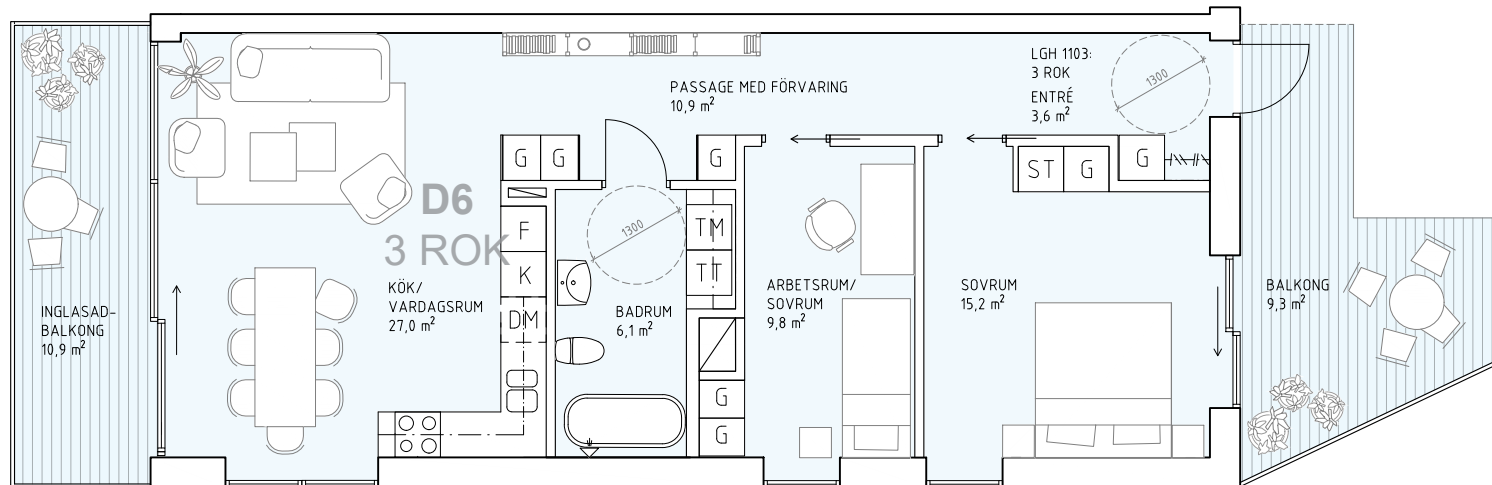 LGH 1103:
3 ROK
ENTRÉ
3,6 m²
1300
PASSAGE MED FÖRVARING
10,9 m²
G
G
G
ST
G
G
D6
3 ROK
F
K
DM
TM
TT
1300
KÖK/
VARDAGSRUM
27,0 m²
BADRUM
6,1 m²
ARBETSRUM/
SOVRUM
9,8 m²
SOVRUM
15,2 m²
BALKONG
9,3 m²
INGLASAD-
BALKONG
10,9 m²
G
G